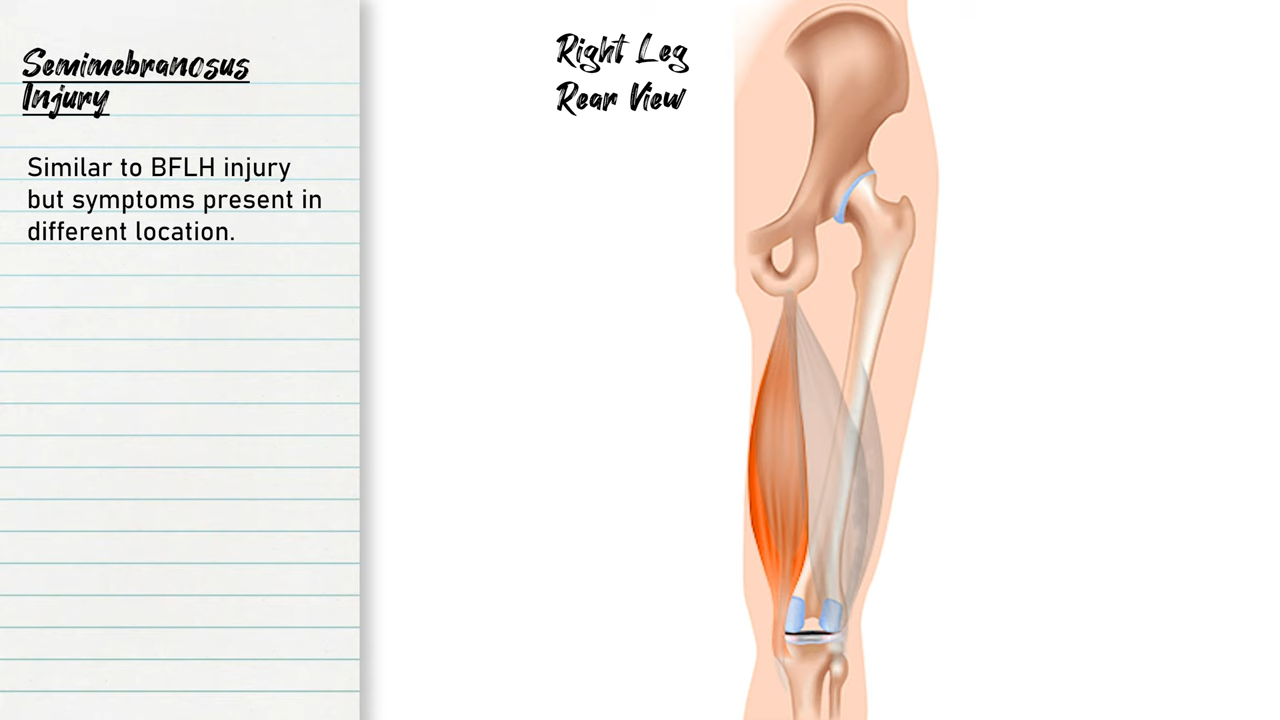 Semimebranosus
Injury
Similar to BFLH injury
but symptoms present in
different location.
Right Leg
Rear View